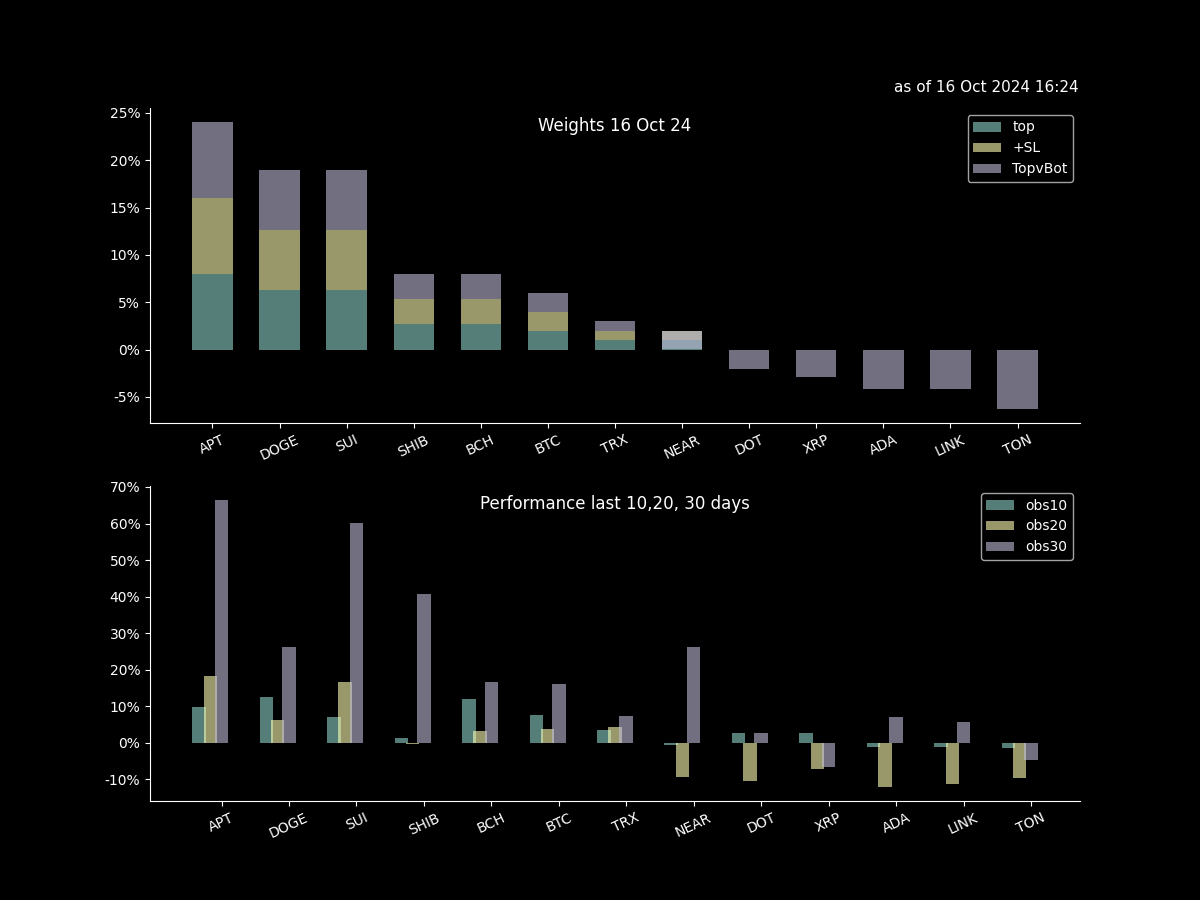 as of 16 Oct 2024 16:24
Weights 16 Oct 24
top
+SL
TopvBot
25%
20%
15%
10%
5%
0%
-5%
APT DOGE SUI SHIB BCH BTC TRX NEAR DOT XRP ADA LINK TON
Performance last 10,20, 30 days
obs10
obs20
obs30
70%
60%
50%
40%
30%
20%
10%
0%
-10%
APT DOGE SUI SHIB BCH BTC TRX NEAR DOT XRP ADA LINK TON